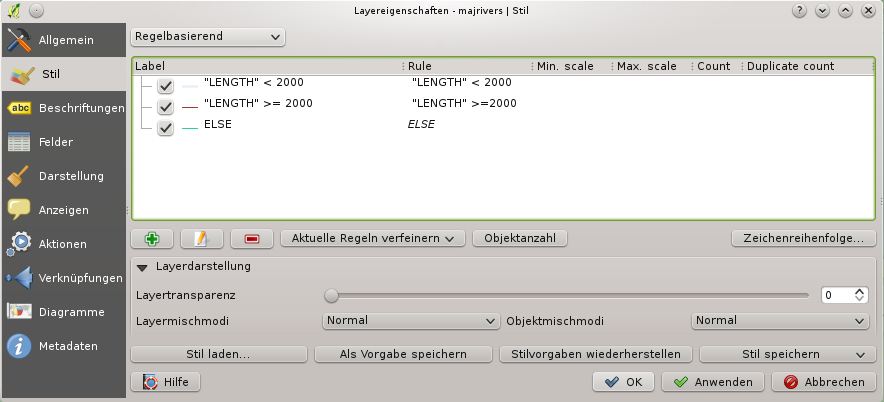 Layereigenschaften - majrivers | Stil
Allgemein
Stil
abc Beschriftungen
Felder
Darstellung
Anzeigen
Aktionen
Verknüpfungen
Diagramme
Metadaten
Regelbasierend
Label Rule Min. scale Max. scale Count Duplicate count
"LENGTH" < 2000 "LENGTH" < 2000
"LENGTH" >= 2000 "LENGTH" >=2000
ELSE ELSE
Aktuelle Regeln verfeinern Objektanzahl Zeichenreihenfolge...
Layerdarstellung
Layertransparenz 0
Layermischmodi Normal Objektmischmodi Normal
Stil laden... Als Vorgabe speichern Stilvorgaben wiederherstellen Stil speichern
Hilfe OK Anwenden Abbrechen